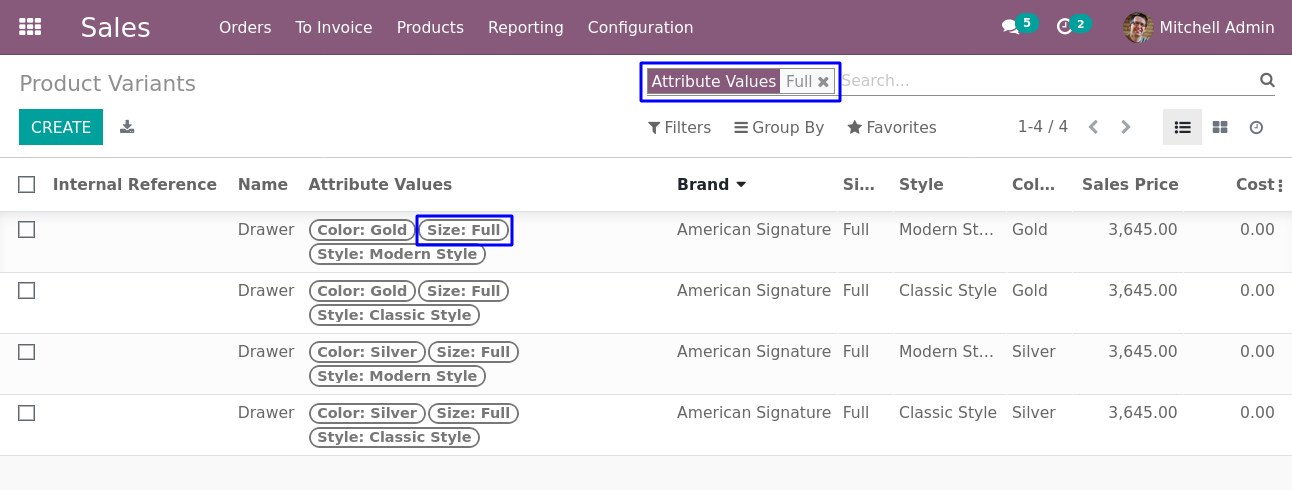 Sales Orders To Invoice Products Reporting Configuration 5 2 Mitchell Admin
Product Variants Attribute Values Full Search...
CREATE Filters Group By Favorites 1-4 / 4
Internal Reference Name Attribute Values Brand Si... Style Col... Sales Price Cost
Drawer Color: Gold Size: Full American Signature Full Modern St... Gold 3,645.00 0.00
Style: Modern Style
Drawer Color: Gold Size: Full American Signature Full Classic Style Gold 3,645.00 0.00
Style: Classic Style
Drawer Color: Silver Size: Full American Signature Full Modern St... Silver 3,645.00 0.00
Style: Modern Style
Drawer Color: Silver Size: Full American Signature Full Classic Style Silver 3,645.00 0.00
Style: Classic Style